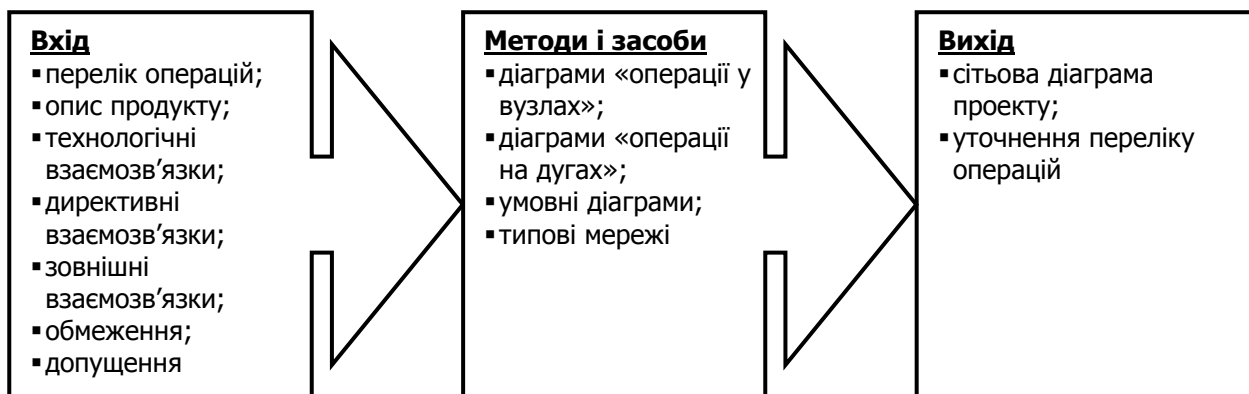 Вхід
▪перелік операцій;
▪опис продукту;
▪технологічні
взаємозв’язки;
▪директивні
взаємозв’язки;
▪зовнішні
взаємозв’язки;
▪обмеження;
▪допущення
Методи і засоби
▪діаграми «операції у
вузлах»;
▪діаграми «операції
на дугах»;
▪умовні діаграми;
▪типові мережі
Вихід
▪сітьова діаграма
проекту;
▪уточнення переліку
операцій